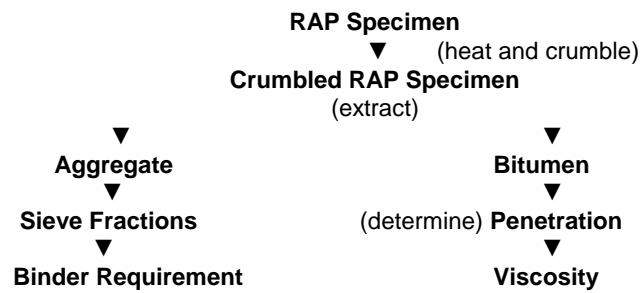 RAP Specimen
▼ (heat and crumble)
Crumbled RAP Specimen
(extract)
▼ ▼
Aggregate Bitumen
▼ ▼
Sieve Fractions (determine) Penetration
▼ ▼
Binder Requirement Viscosity